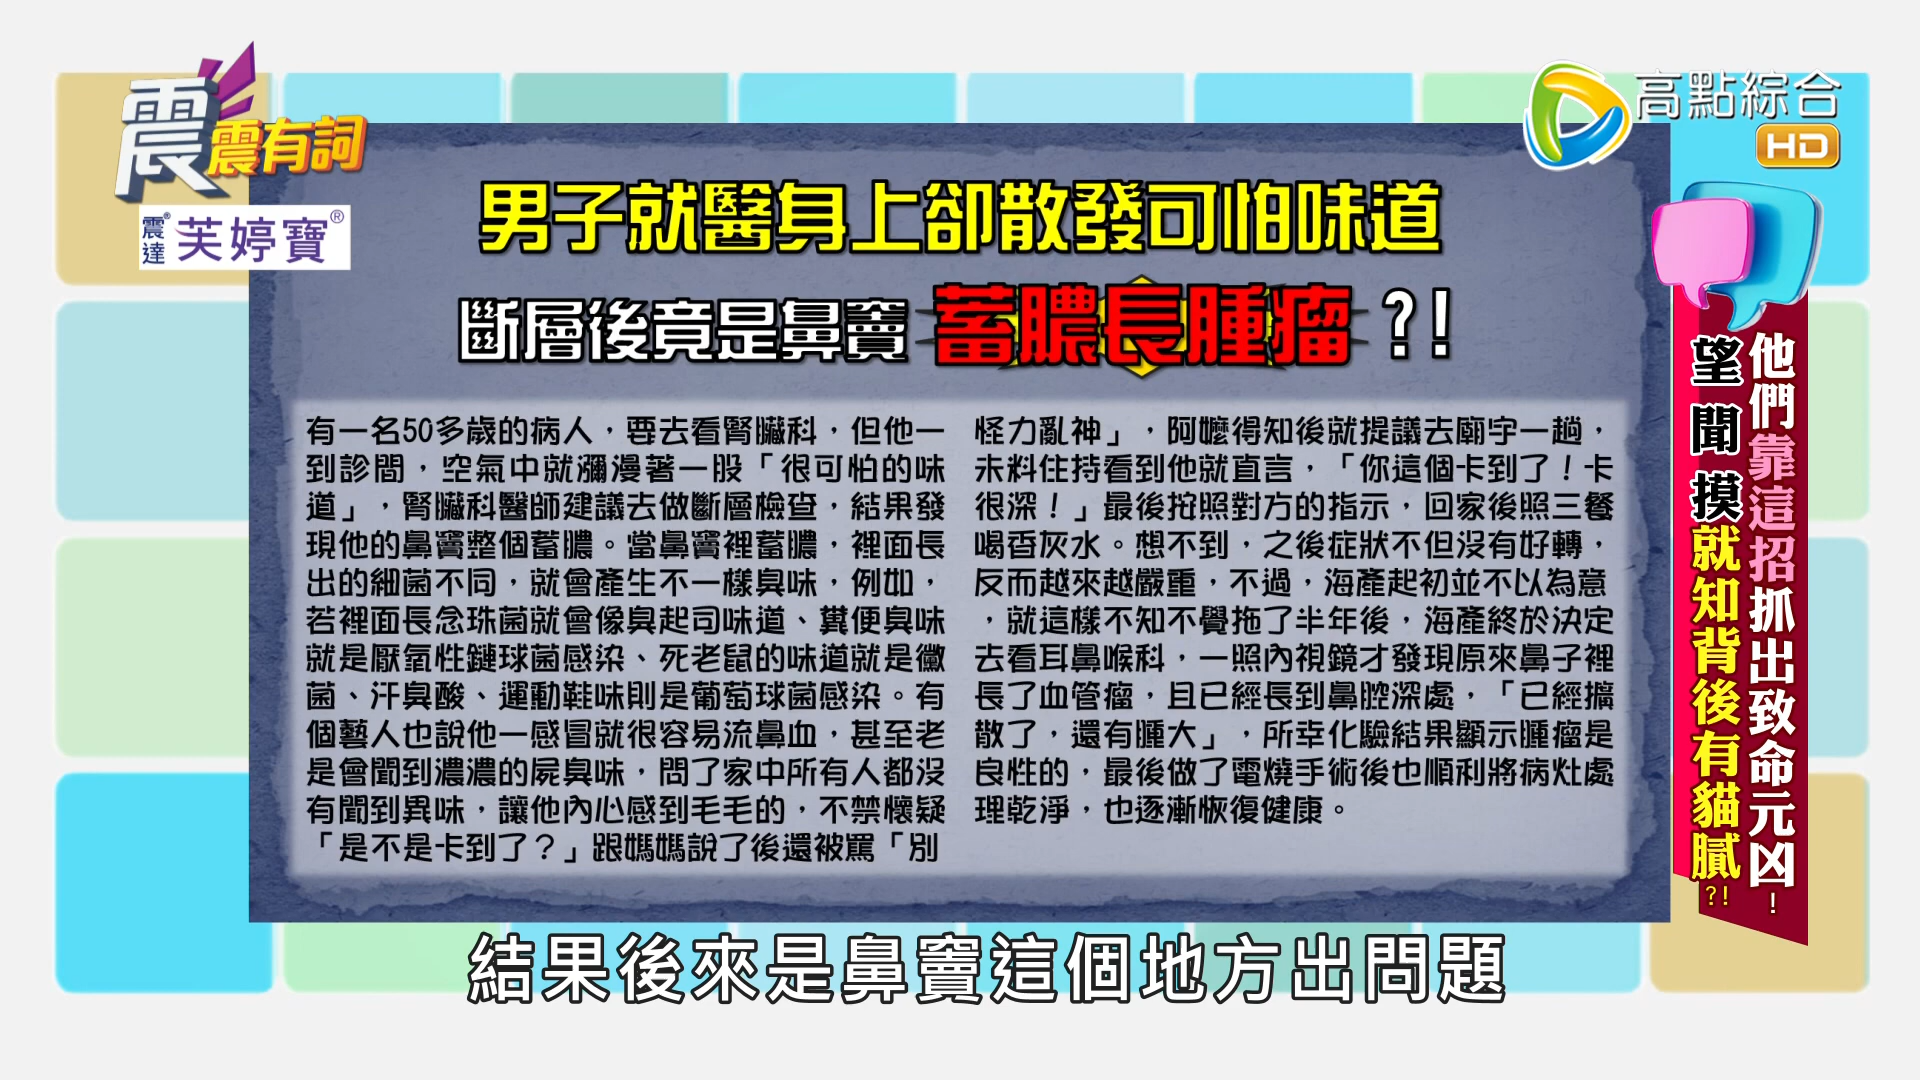 震震有詞
震達® 芙婷寶®
高點綜合
HD
男子就醫身上卻散發可怕味道
斷層後竟是鼻竇蓄膿長腫瘤?!
有一名50多歲的病人，要去看腎臟科，但他一
到診間，空氣中就瀰漫著一股「很可怕的味
道」，腎臟科醫師建議去做斷層檢查，結果發
現他的鼻竇整個蓄膿。當鼻竇裡蓄膿，裡面長
出的細菌不同，就會產生不一樣臭味，例如，
若裡面長念珠菌就會像臭起司味道、糞便臭味
就是厭氧性鏈球菌感染、死老鼠的味道就是黴
菌、汗臭酸、運動鞋味則是葡萄球菌感染。有
個藝人也說他一感冒就很容易流鼻血，甚至老
是會聞到濃濃的屍臭味，問了家中所有人都沒
有聞到異味，讓他內心感到毛毛的，不禁懷疑
「是不是卡到了？」跟媽媽說了後還被罵「別
怪力亂神」，阿嬤得知後就提議去廟宇一趟，
未料住持看到他就直言，「你這個卡到了！卡
很深！」最後按照對方的指示，回家後照三餐
喝香灰水。想不到，之後症狀不但沒有好轉，
反而越來越嚴重，不過，海產起初並不以為意
，就這樣不知不覺拖了半年後，海產終於決定
去看耳鼻喉科，一照內視鏡才發現原來鼻子裡
長了血管瘤，且已經長到鼻腔深處，「已經擴
散了，還有腫大」，所幸化驗結果顯示腫瘤是
良性的，最後做了電燒手術後也順利將病灶處
理乾淨，也逐漸恢復健康。
他們靠這招抓出致命元凶！
望 聞 摸就知背後有貓膩?!
結果後來是鼻竇這個地方出問題